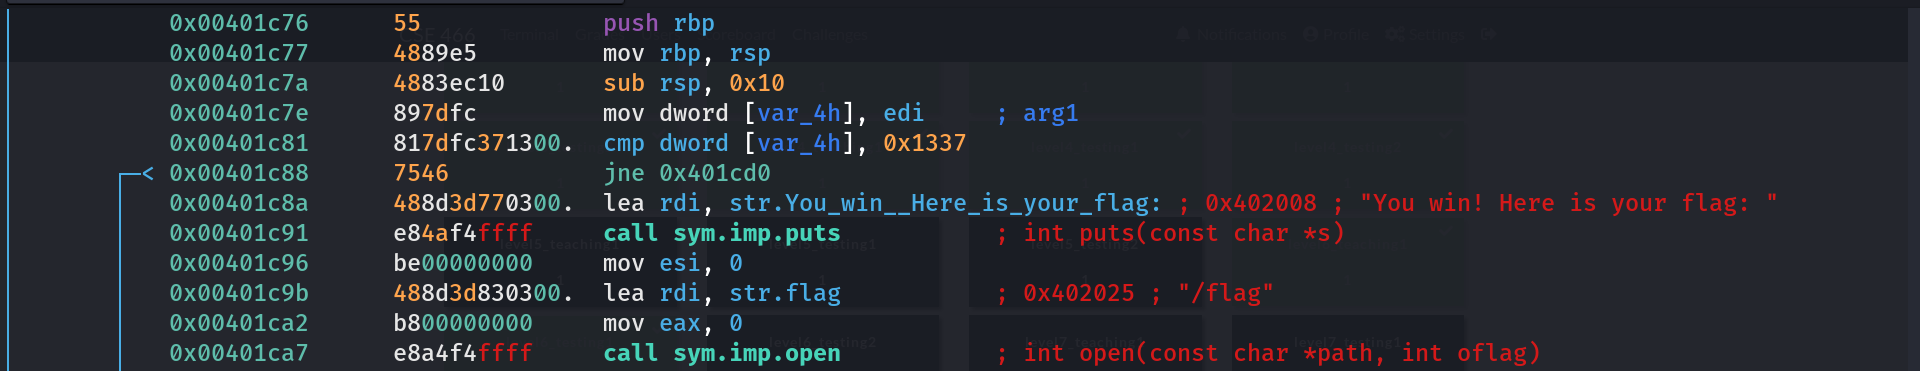 0x00401c76 55 push rbp
0x00401c77 4889e5 mov rbp, rsp
0x00401c7a 4883ec10 sub rsp, 0x10
0x00401c7e 897dfc mov dword [var_4h], edi ; arg1
0x00401c81 817dfc371300. cmp dword [var_4h], 0x1337
< 0x00401c88 7546 jne 0x401cd0
0x00401c8a 488d3d770300. lea rdi, str.You_win__Here_is_your_flag: ; 0x402008 ; "You win! Here is your flag: "
0x00401c91 e84af4ffff call sym.imp.puts ; int puts(const char *s)
0x00401c96 be00000000 mov esi, 0
0x00401c9b 488d3d830300. lea rdi, str.flag ; 0x402025 ; "/flag"
0x00401ca2 b800000000 mov eax, 0
0x00401ca7 e8a4f4ffff call sym.imp.open ; int open(const char *path, int oflag)